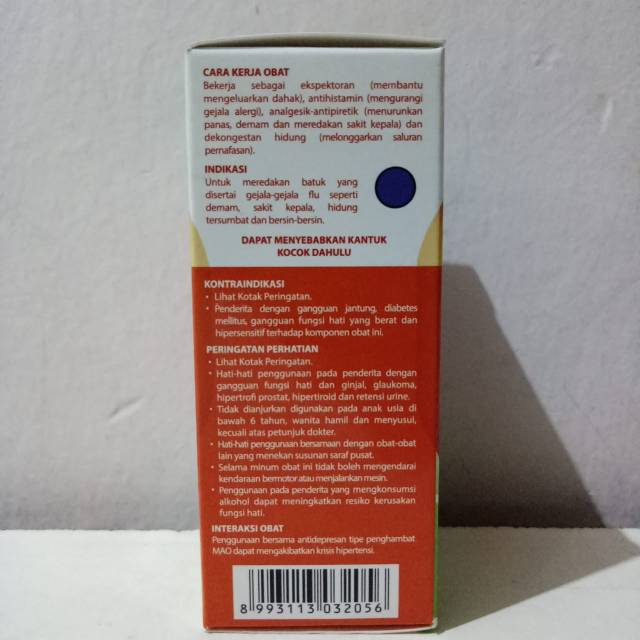 CARA KERJA OBAT
Bekerja sebagai ekspektoran (membantu
mengeluarkan dahak), antihistamin (mengurangi
gejala alergi), analgesik-antipiretik (menurunkan
panas, demam dan meredakan sakit kepala) dan
dekongestan hidung (melonggarkan saluran
pernafasan).
INDIKASI
Untuk meredakan batuk yang
disertai gejala-gejala flu seperti
demam, sakit kepala, hidung
tersumbat dan bersin-bersin.
DAPAT MENYEBABKAN KANTUK
KOCOK DAHULU
KONTRAINDIKASI
• Lihat Kotak Peringatan.
• Penderita dengan gangguan jantung, diabetes
mellitus, gangguan fungsi hati yang berat dan
hipersensitif terhadap komponen obat ini.
PERINGATAN PERHATIAN
• Lihat Kotak Peringatan.
• Hati-hati penggunaan pada penderita dengan
gangguan fungsi hati dan ginjal, glaukoma,
hipertrofi prostat, hipertiroid dan retensi urine.
• Tidak dianjurkan digunakan pada anak usia di
bawah 6 tahun, wanita hamil dan menyusui,
kecuali atas petunjuk dokter.
• Hati-hati penggunaan bersamaan dengan obat-obat
lain yang menekan susunan saraf pusat.
• Selama minum obat ini tidak boleh mengendarai
kendaraan bermotor atau menjalankan mesin.
• Penggunaan pada penderita yang mengkonsumsi
alkohol dapat meningkatkan resiko kerusakan
fungsi hati.
INTERAKSI OBAT
Penggunaan bersama antidepresan tipe penghambat
MAO dapat mengakibatkan krisis hipertensi.
8 993113 032056